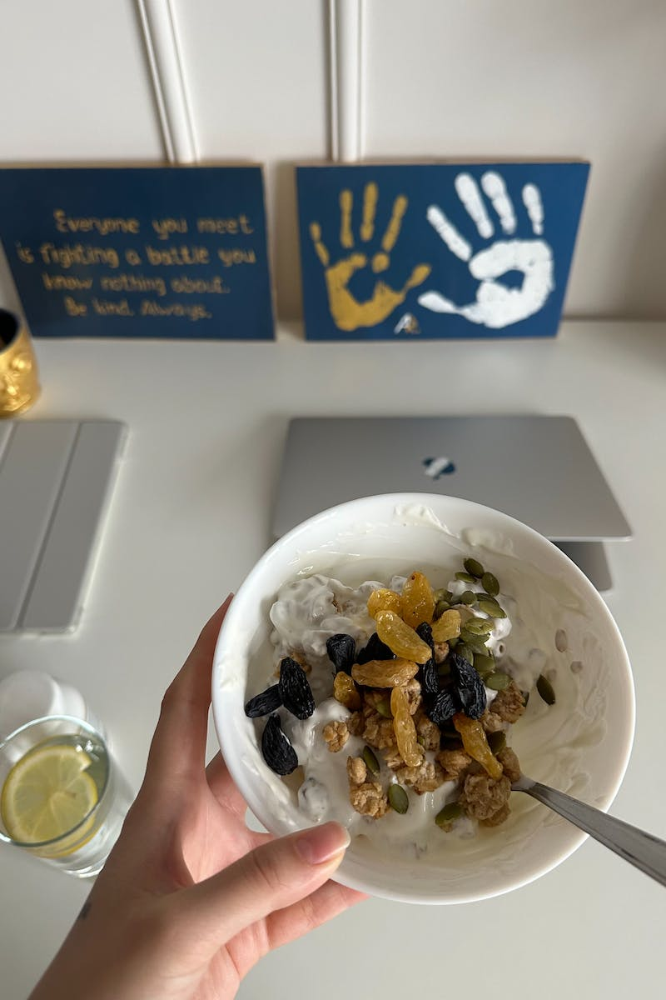 Everyone you meet
is fighting a battle you
know nothing about.
Be kind. Always.